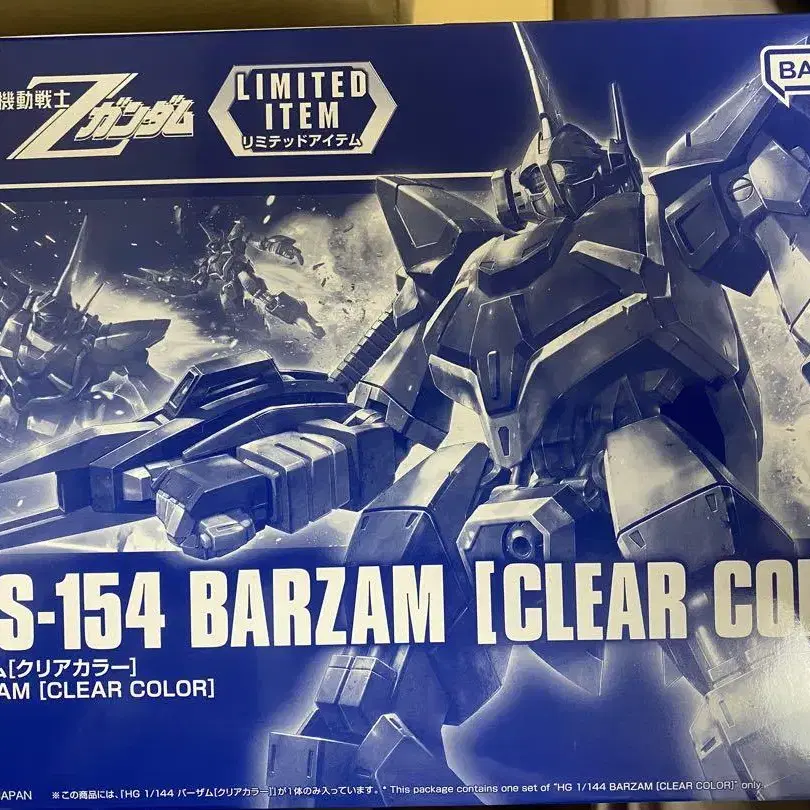 機動戦士
Zガンダム
LIMITED
ITEM
リミテッドアイテム
BA
S-154 BARZAM [CLEAR CO
ム[クリアカラー]
AM [CLEAR COLOR]
JAPAN
※この商品には、「HG 1/144 バーザム[クリアカラー]」が1体のみ入っています。* This package contains one set of "HG 1/144 BARZAM [CLEAR COLOR]" only.